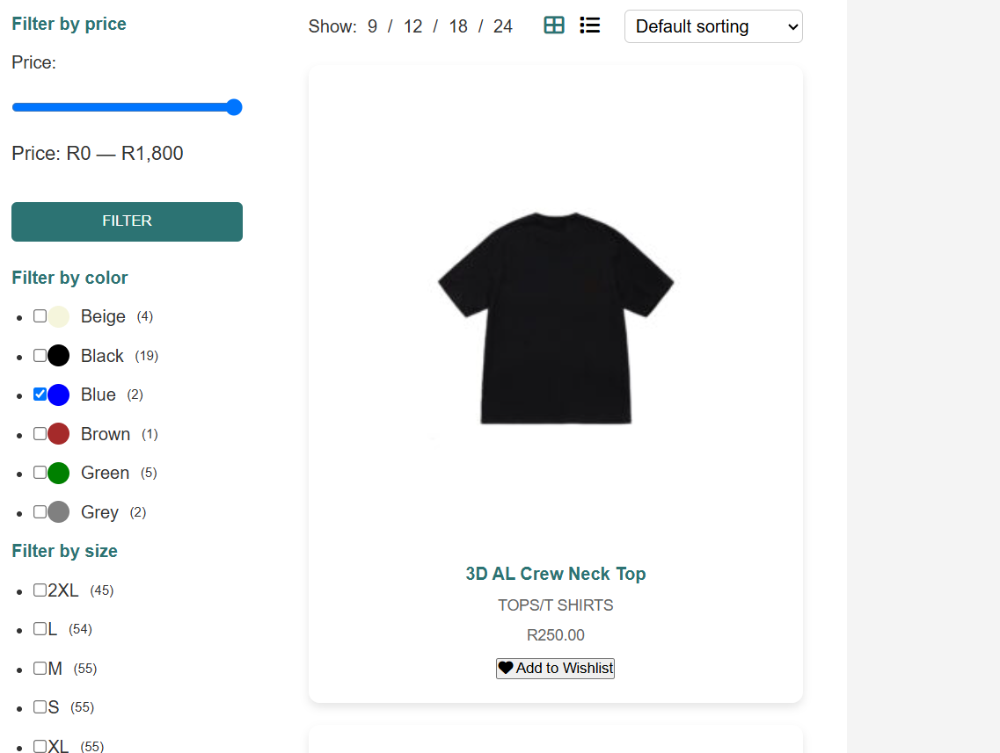 Filter by price
Price:
Price: R0 — R1,800
FILTER
Filter by color
Beige (4)
Black (19)
Blue (2)
Brown (1)
Green (5)
Grey (2)
Filter by size
2XL (45)
L (54)
M (55)
S (55)
XL (55)
Show: 9 / 12 / 18 / 24
Default sorting
3D AL Crew Neck Top
TOPS/T SHIRTS
R250.00
Add to Wishlist